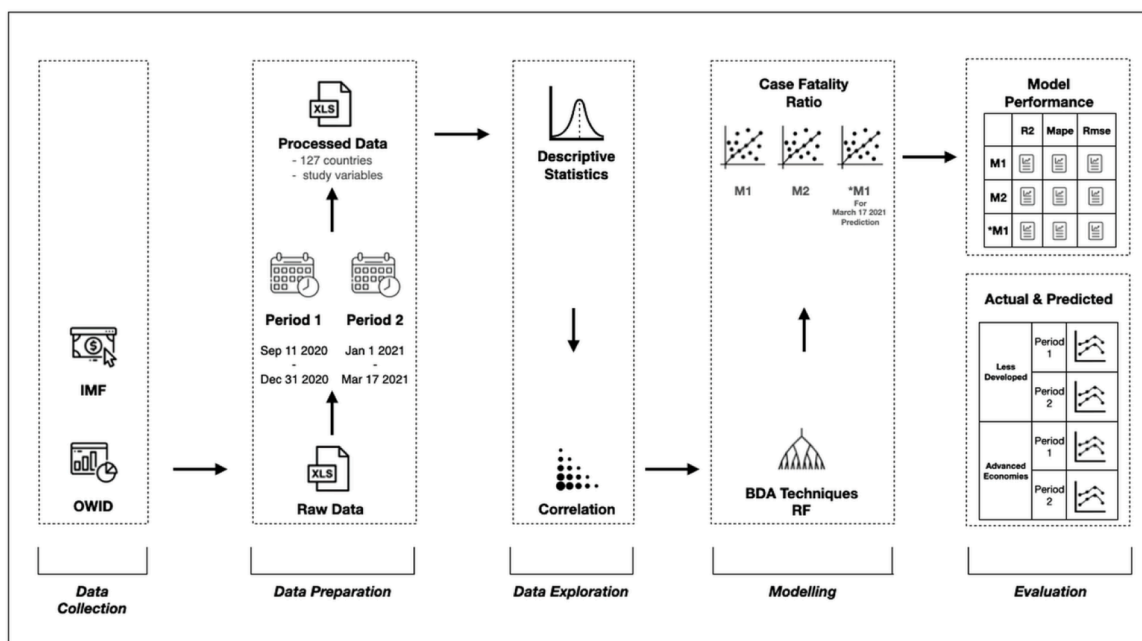 IMF
OWID
Data
Collection
XLS
Processed Data
- 127 countries
- study variables
Period 1
Period 2
Sep 11 2020
-
Dec 31 2020
Jan 1 2021
-
Mar 17 2021
XLS
Raw Data
Data Preparation
Descriptive
Statistics
Correlation
Data Exploration
Case Fatality
Ratio
M1
M2
*M1
For
March 17 2021
Prediction
BDA Techniques
RF
Modelling
Model
Performance
R2 Mape Rmse
M1
M2
*M1
Actual & Predicted
Less
Developed
Period
1
Period
2
Advanced
Economies
Period
1
Period
2
Evaluation